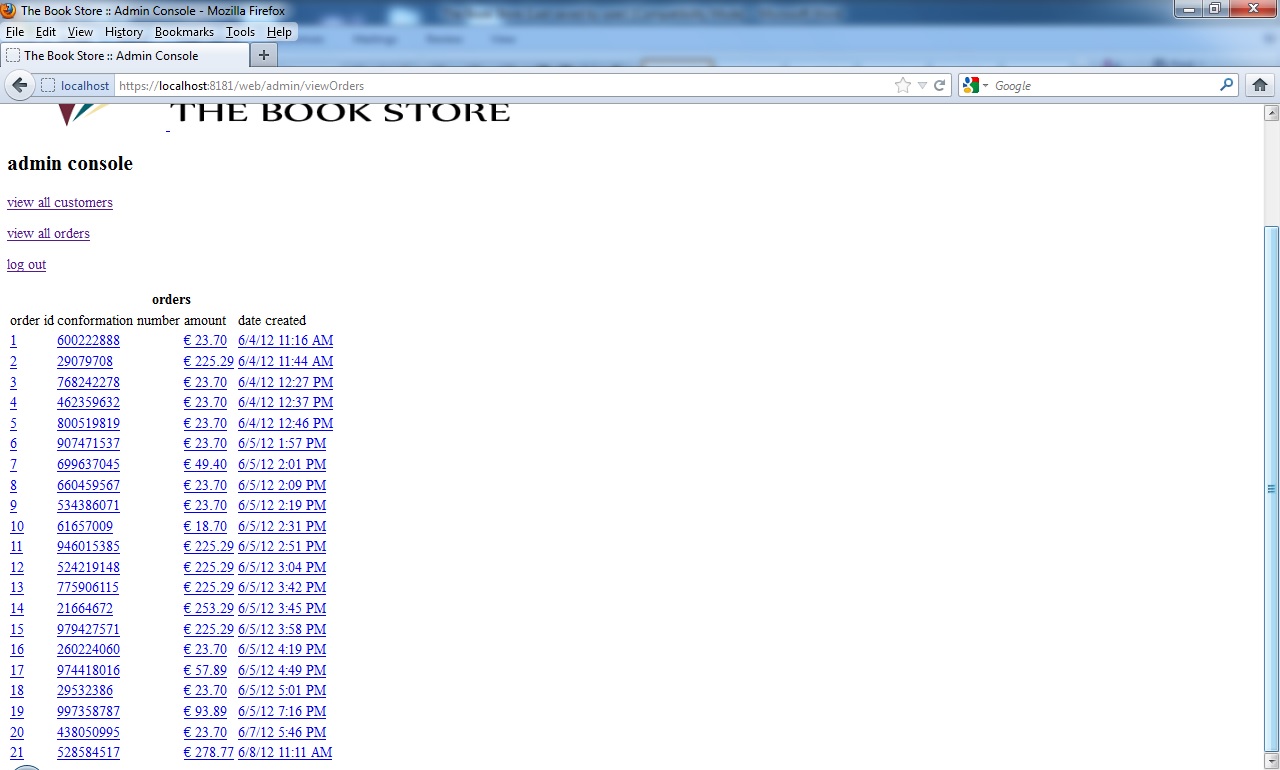 The Book Store :: Admin Console - Mozilla Firefox
File Edit View History Bookmarks Tools Help
The Book Store :: Admin Console
localhost https://localhost:8181/web/admin/viewOrders Google
THE BOOK STORE
admin console
view all customers
view all orders
log out
orders
order id conformation number amount date created
1 600222888 € 23.70 6/4/12 11:16 AM
2 29079708 € 225.29 6/4/12 11:44 AM
3 768242278 € 23.70 6/4/12 12:27 PM
4 462359632 € 23.70 6/4/12 12:37 PM
5 800519819 € 23.70 6/4/12 12:46 PM
6 907471537 € 23.70 6/5/12 1:57 PM
7 699637045 € 49.40 6/5/12 2:01 PM
8 660459567 € 23.70 6/5/12 2:09 PM
9 534386071 € 23.70 6/5/12 2:19 PM
10 61657009 € 18.70 6/5/12 2:31 PM
11 946015385 € 225.29 6/5/12 2:51 PM
12 524219148 € 225.29 6/5/12 3:04 PM
13 775906115 € 225.29 6/5/12 3:42 PM
14 21664672 € 253.29 6/5/12 3:45 PM
15 979427571 € 225.29 6/5/12 3:58 PM
16 260224060 € 23.70 6/5/12 4:19 PM
17 974418016 € 57.89 6/5/12 4:49 PM
18 29532386 € 23.70 6/5/12 5:01 PM
19 997358787 € 93.89 6/5/12 7:16 PM
20 438050995 € 23.70 6/7/12 5:46 PM
21 528584517 € 278.77 6/8/12 11:11 AM